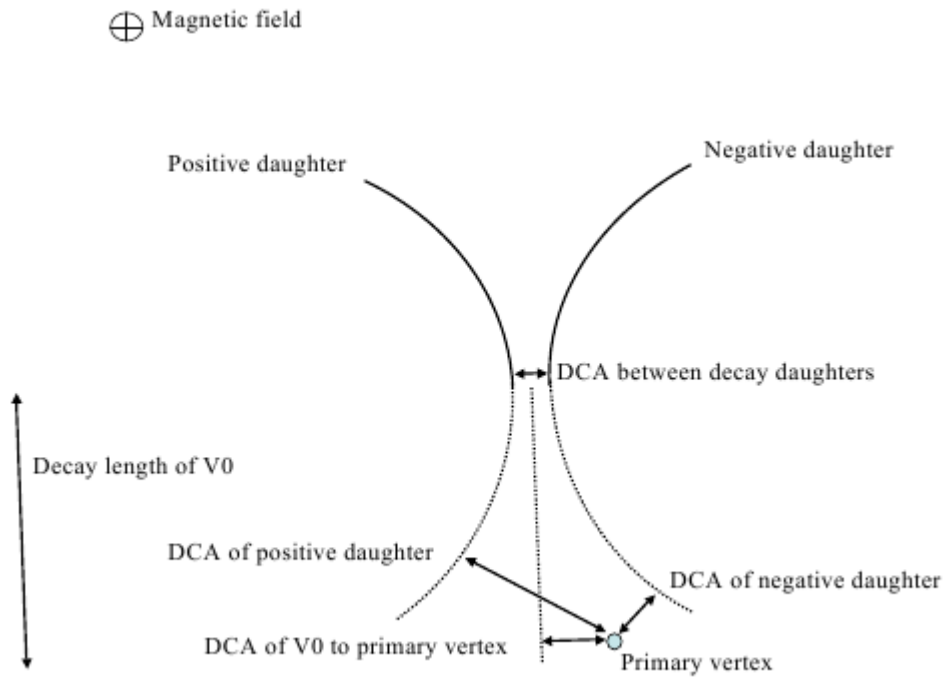 Magnetic field
Positive daughter
Negative daughter
DCA between decay daughters
Decay length of V0
DCA of positive daughter
DCA of negative daughter
DCA of V0 to primary vertex
Primary vertex